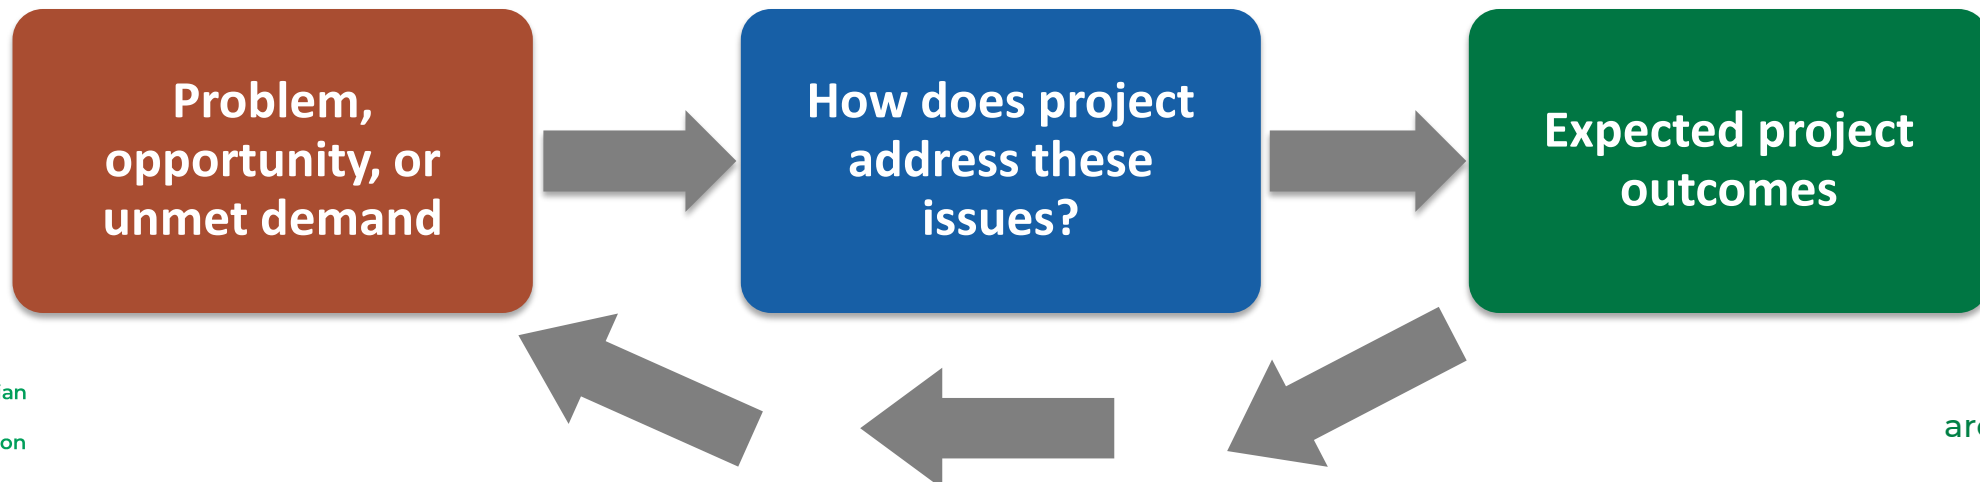 Problem,
opportunity, or
unmet demand
How does project
address these
issues?
Expected project
outcomes